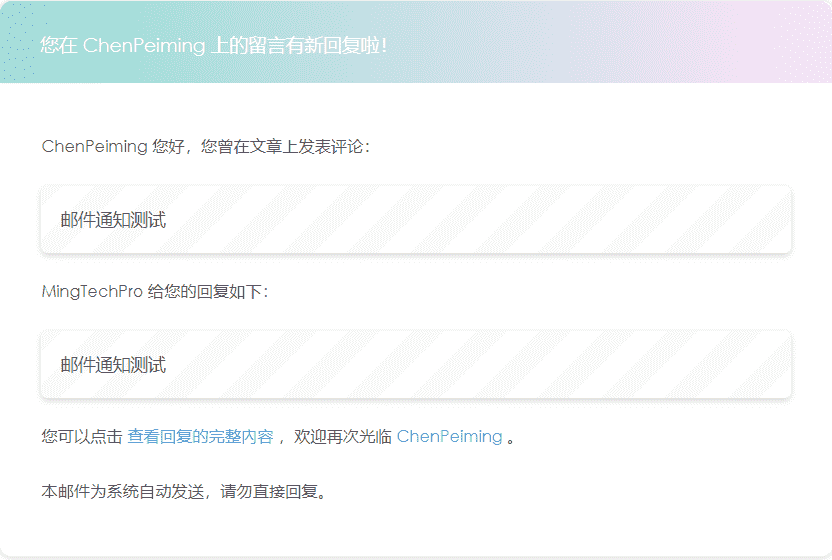 您在 ChenPeiming 上的留言有新回复啦！
ChenPeiming 您好，您曾在文章上发表评论：
邮件通知测试
MingTechPro 给您的回复如下：
邮件通知测试
您可以点击 查看回复的完整内容 ，欢迎再次光临 ChenPeiming 。
本邮件为系统自动发送，请勿直接回复。